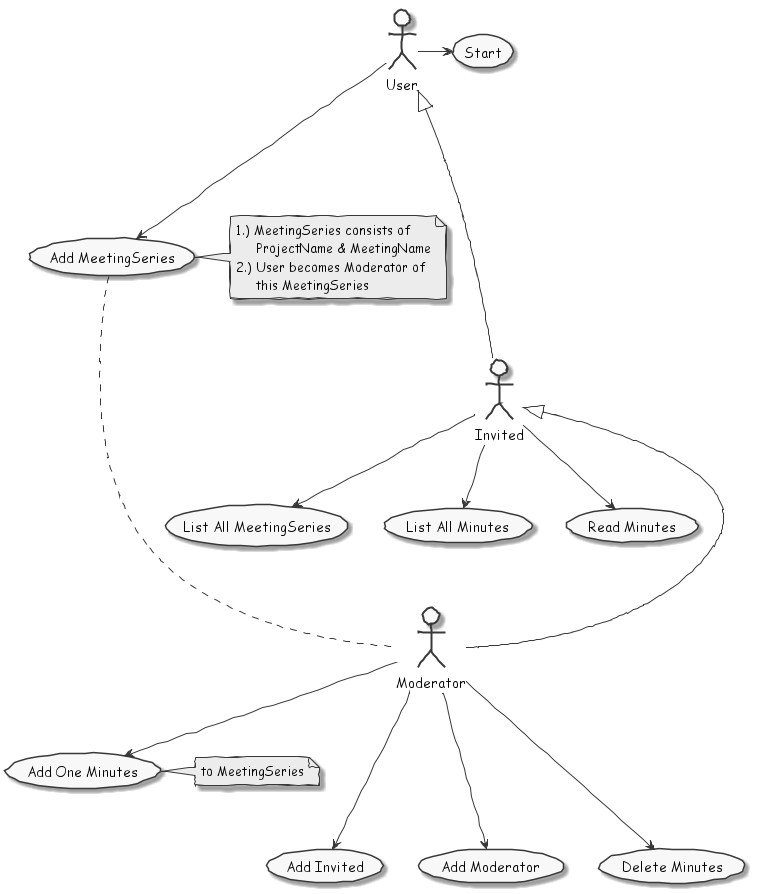 Start
User
1.) MeetingSeries consists of
ProjectName & MeetingName
2.) User becomes Moderator of
this MeetingSeries
Add MeetingSeries
Invited
List All MeetingSeries
List All Minutes
Read Minutes
Moderator
Add One Minutes
to MeetingSeries
Add Invited
Add Moderator
Delete Minutes